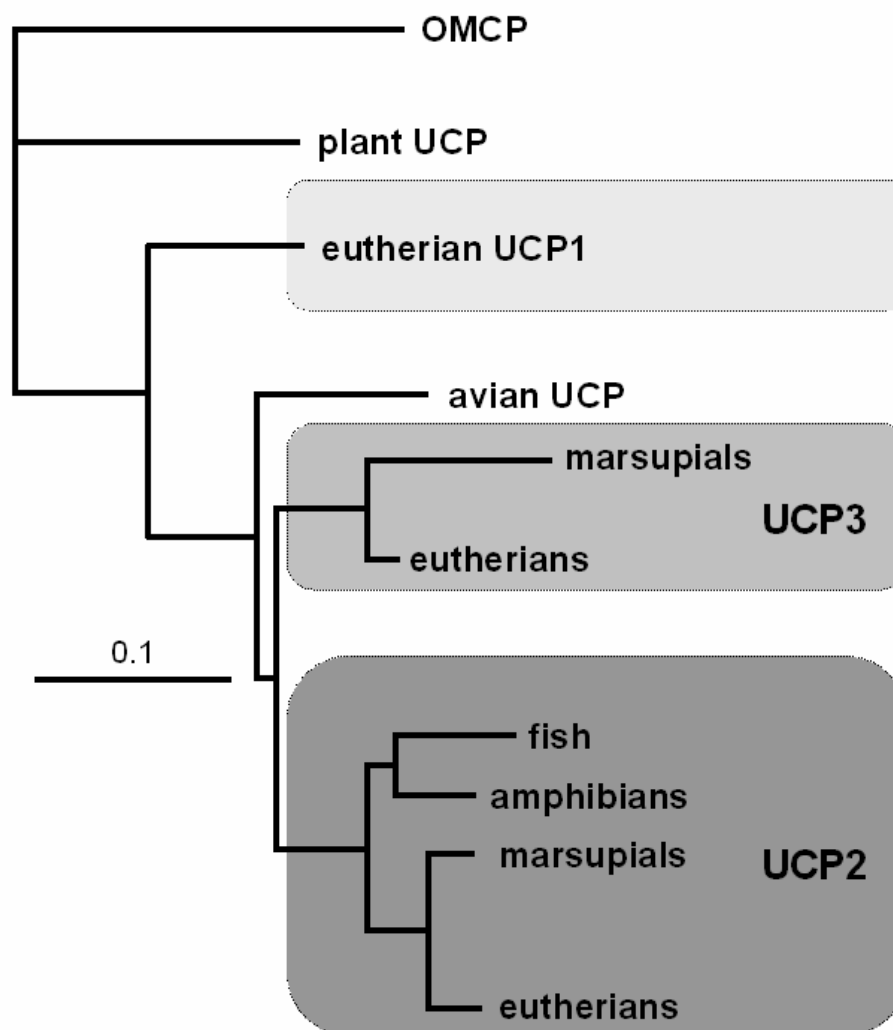 OMCP
plant UCP
eutherian UCP1
avian UCP
marsupials
UCP3
eutherians
0.1
fish
amphibians
marsupials
UCP2
eutherians